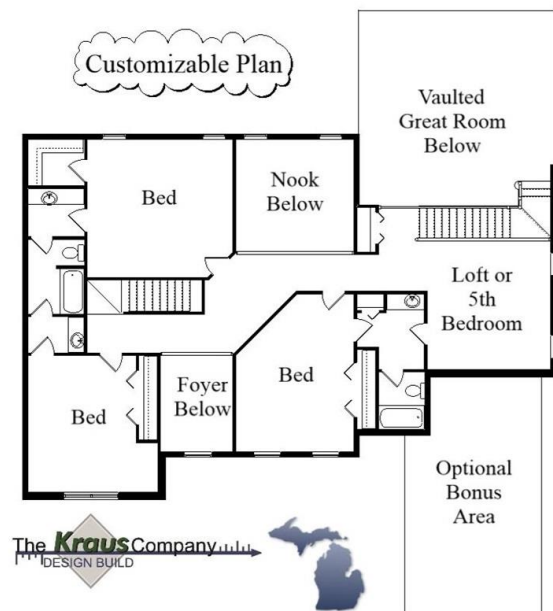 Customizable Plan
Vaulted
Great Room
Below
Bed
Nook
Below
Loft or
5th
Bedroom
Bed
Foyer
Below
Bed
Optional
Bonus
Area
The Kraus Company
DESIGN BUILD